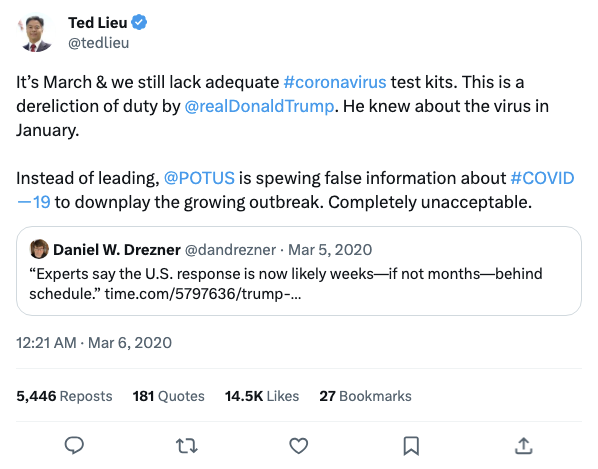 Ted Lieu
@tedlieu
It’s March & we still lack adequate #coronavirus test kits. This is a
dereliction of duty by @realDonaldTrump. He knew about the virus in
January.
Instead of leading, @POTUS is spewing false information about #COVID
—19 to downplay the growing outbreak. Completely unacceptable.
Daniel W. Drezner @dandrezner · Mar 5, 2020
“Experts say the U.S. response is now likely weeks—if not months—behind
schedule.” time.com/5797636/trump-…
12:21 AM · Mar 6, 2020
5,446 Reposts 181 Quotes 14.5K Likes 27 Bookmarks